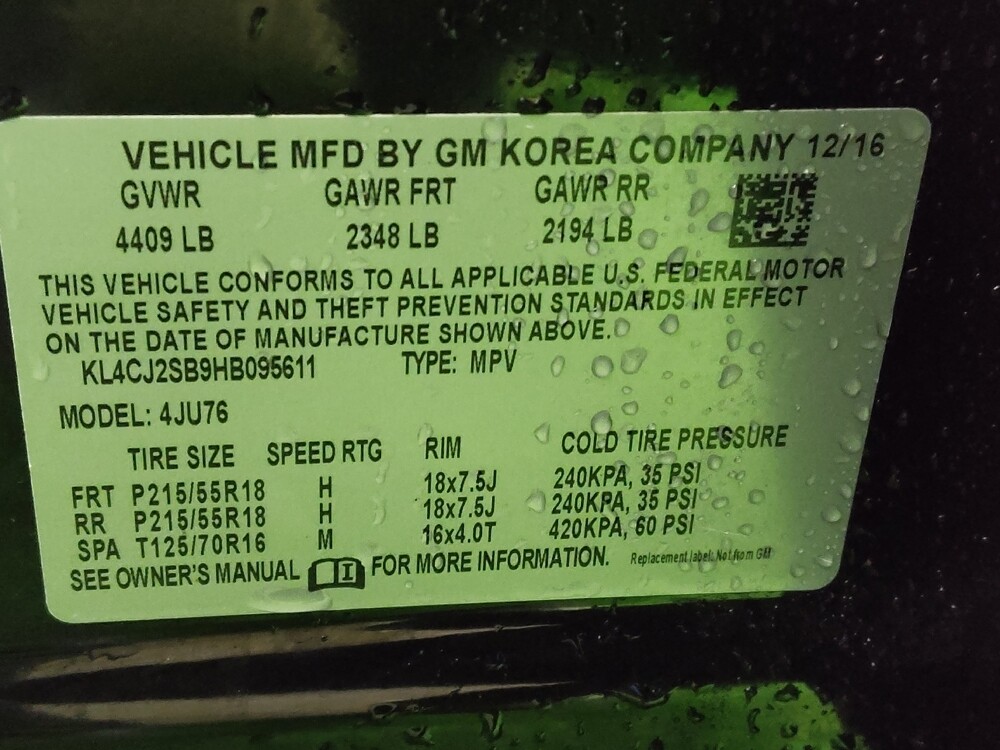 VEHICLE MFD BY GM KOREA COMPANY 12/16
GVWR GAWR FRT GAWR RR
4409 LB 2348 LB 2194 LB
THIS VEHICLE CONFORMS TO ALL APPLICABLE U.S. FEDERAL MOTOR
VEHICLE SAFETY AND THEFT PREVENTION STANDARDS IN EFFECT
ON THE DATE OF MANUFACTURE SHOWN ABOVE.
KL4CJ2SB9HB095611 TYPE: MPV
MODEL: 4JU76
TIRE SIZE SPEED RTG RIM COLD TIRE PRESSURE
FRT P215/55R18 H 18x7.5J 240KPA, 35 PSI
RR P215/55R18 H 18x7.5J 240KPA, 35 PSI
SPA T125/70R16 M 16x4.0T 420KPA, 60 PSI
SEE OWNER'S MANUAL FOR MORE INFORMATION. Replacement label: Not from GM